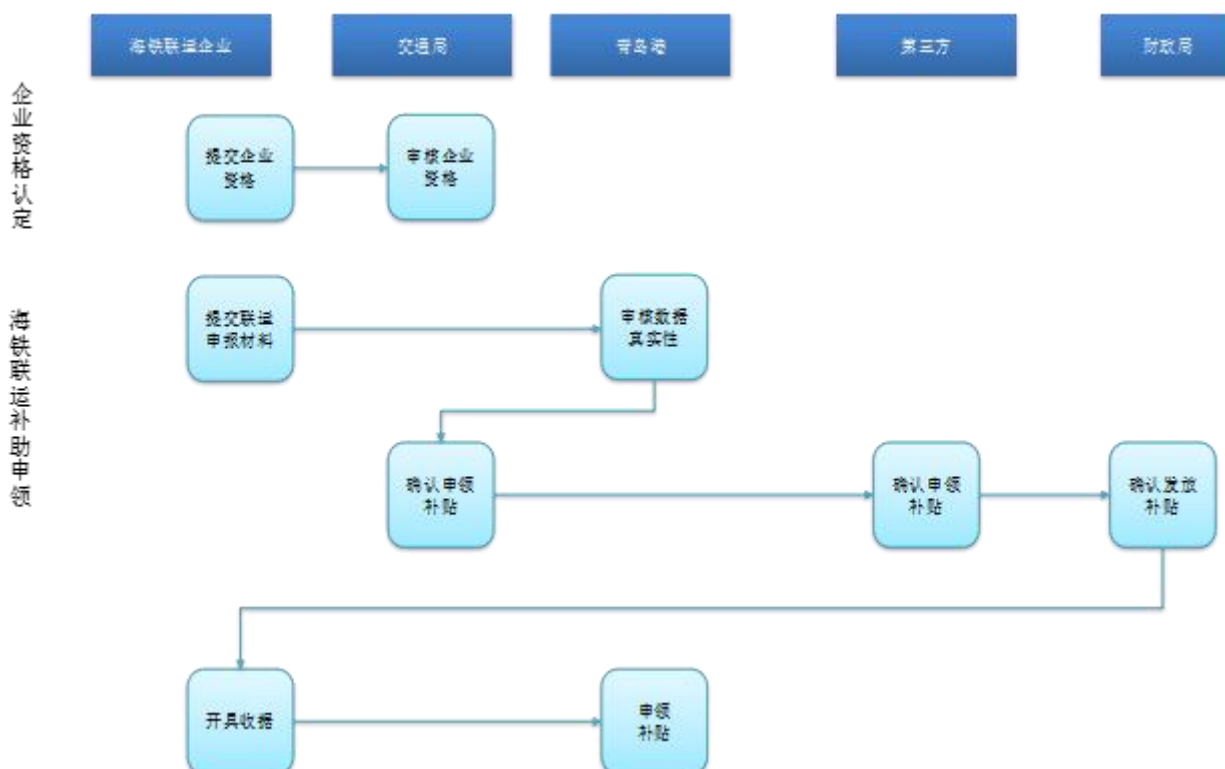 海铁联运企业
交通局
青岛港
第三方
财政局
企业资格认定
提交企业
资格
审核企业
资格
海铁联运补助申领
提交联运
申报材料
审核数据
真实性
确认申领
补贴
确认申领
补贴
确认发放
补贴
开具收据
申领
补贴